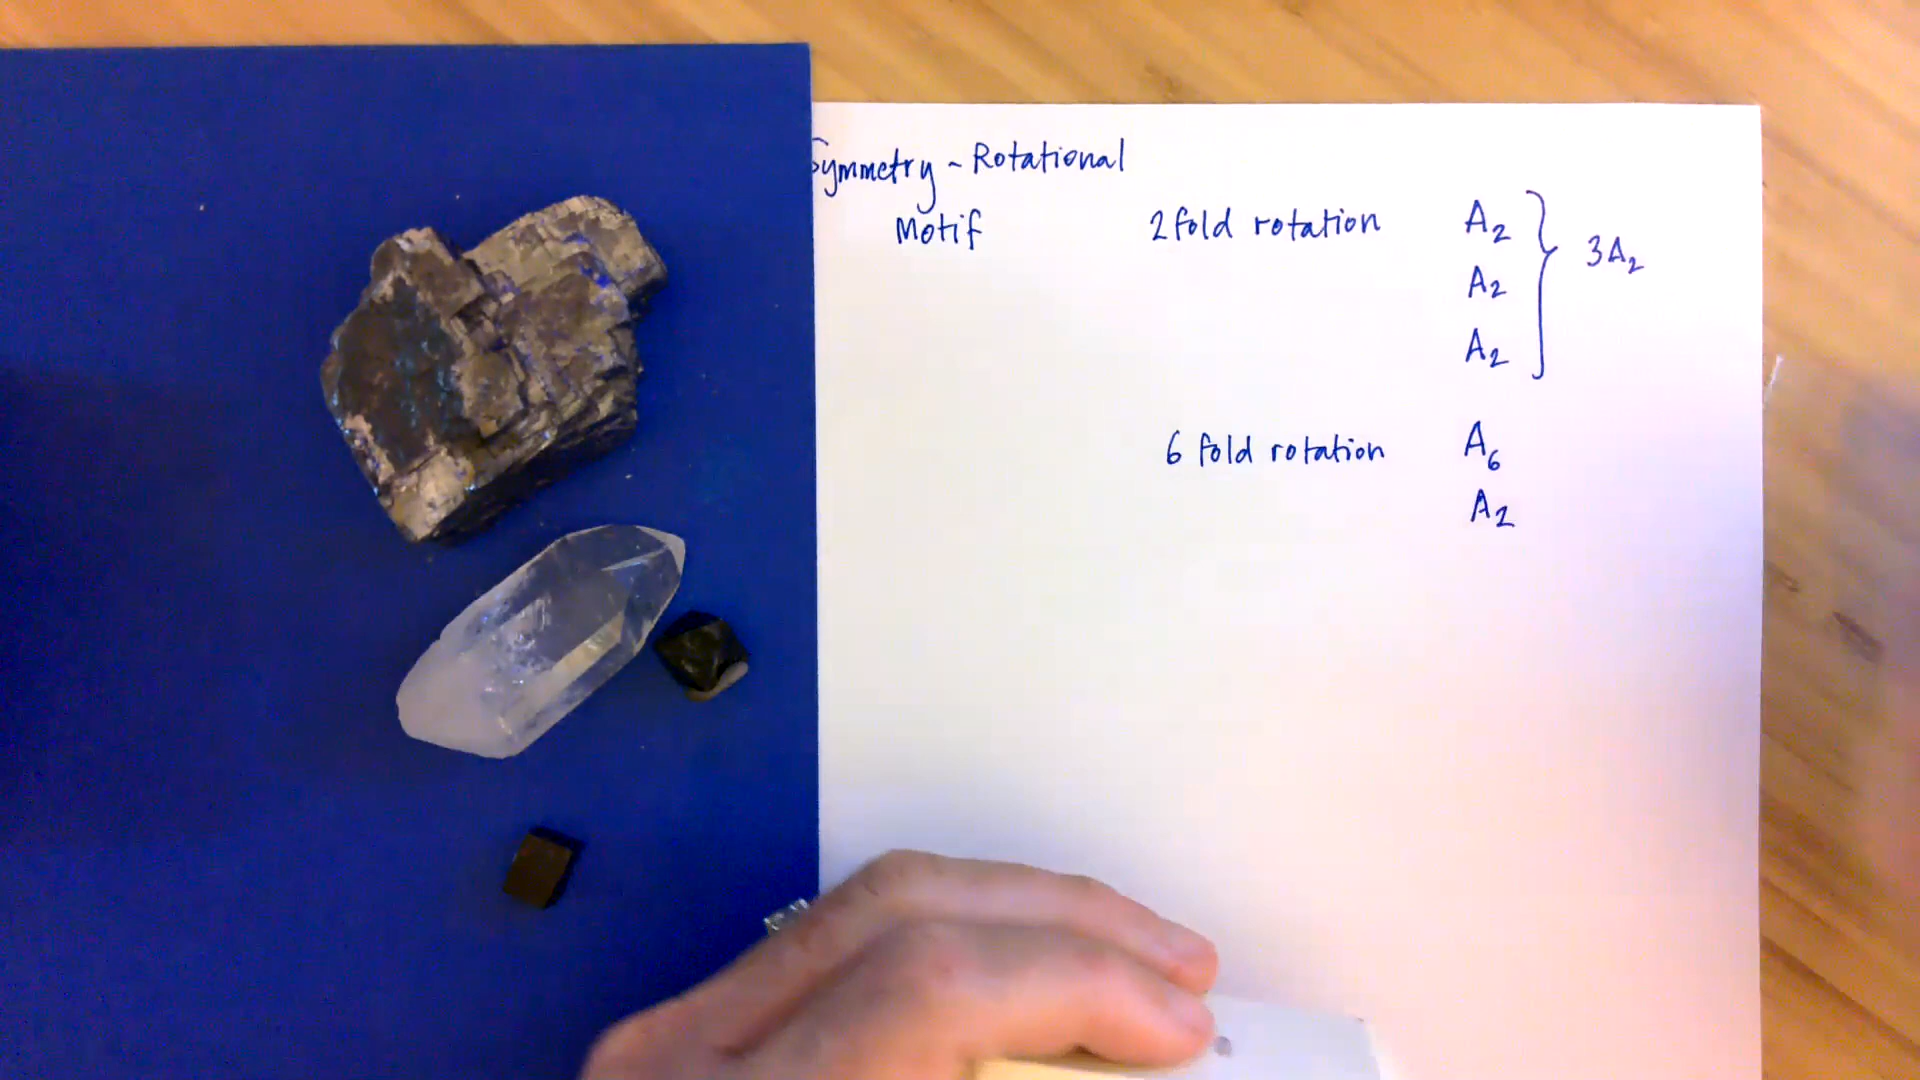 Symmetry ~ Rotational
Motif 2 fold rotation A2
3A2
A2
A2
6 fold rotation A6
A2